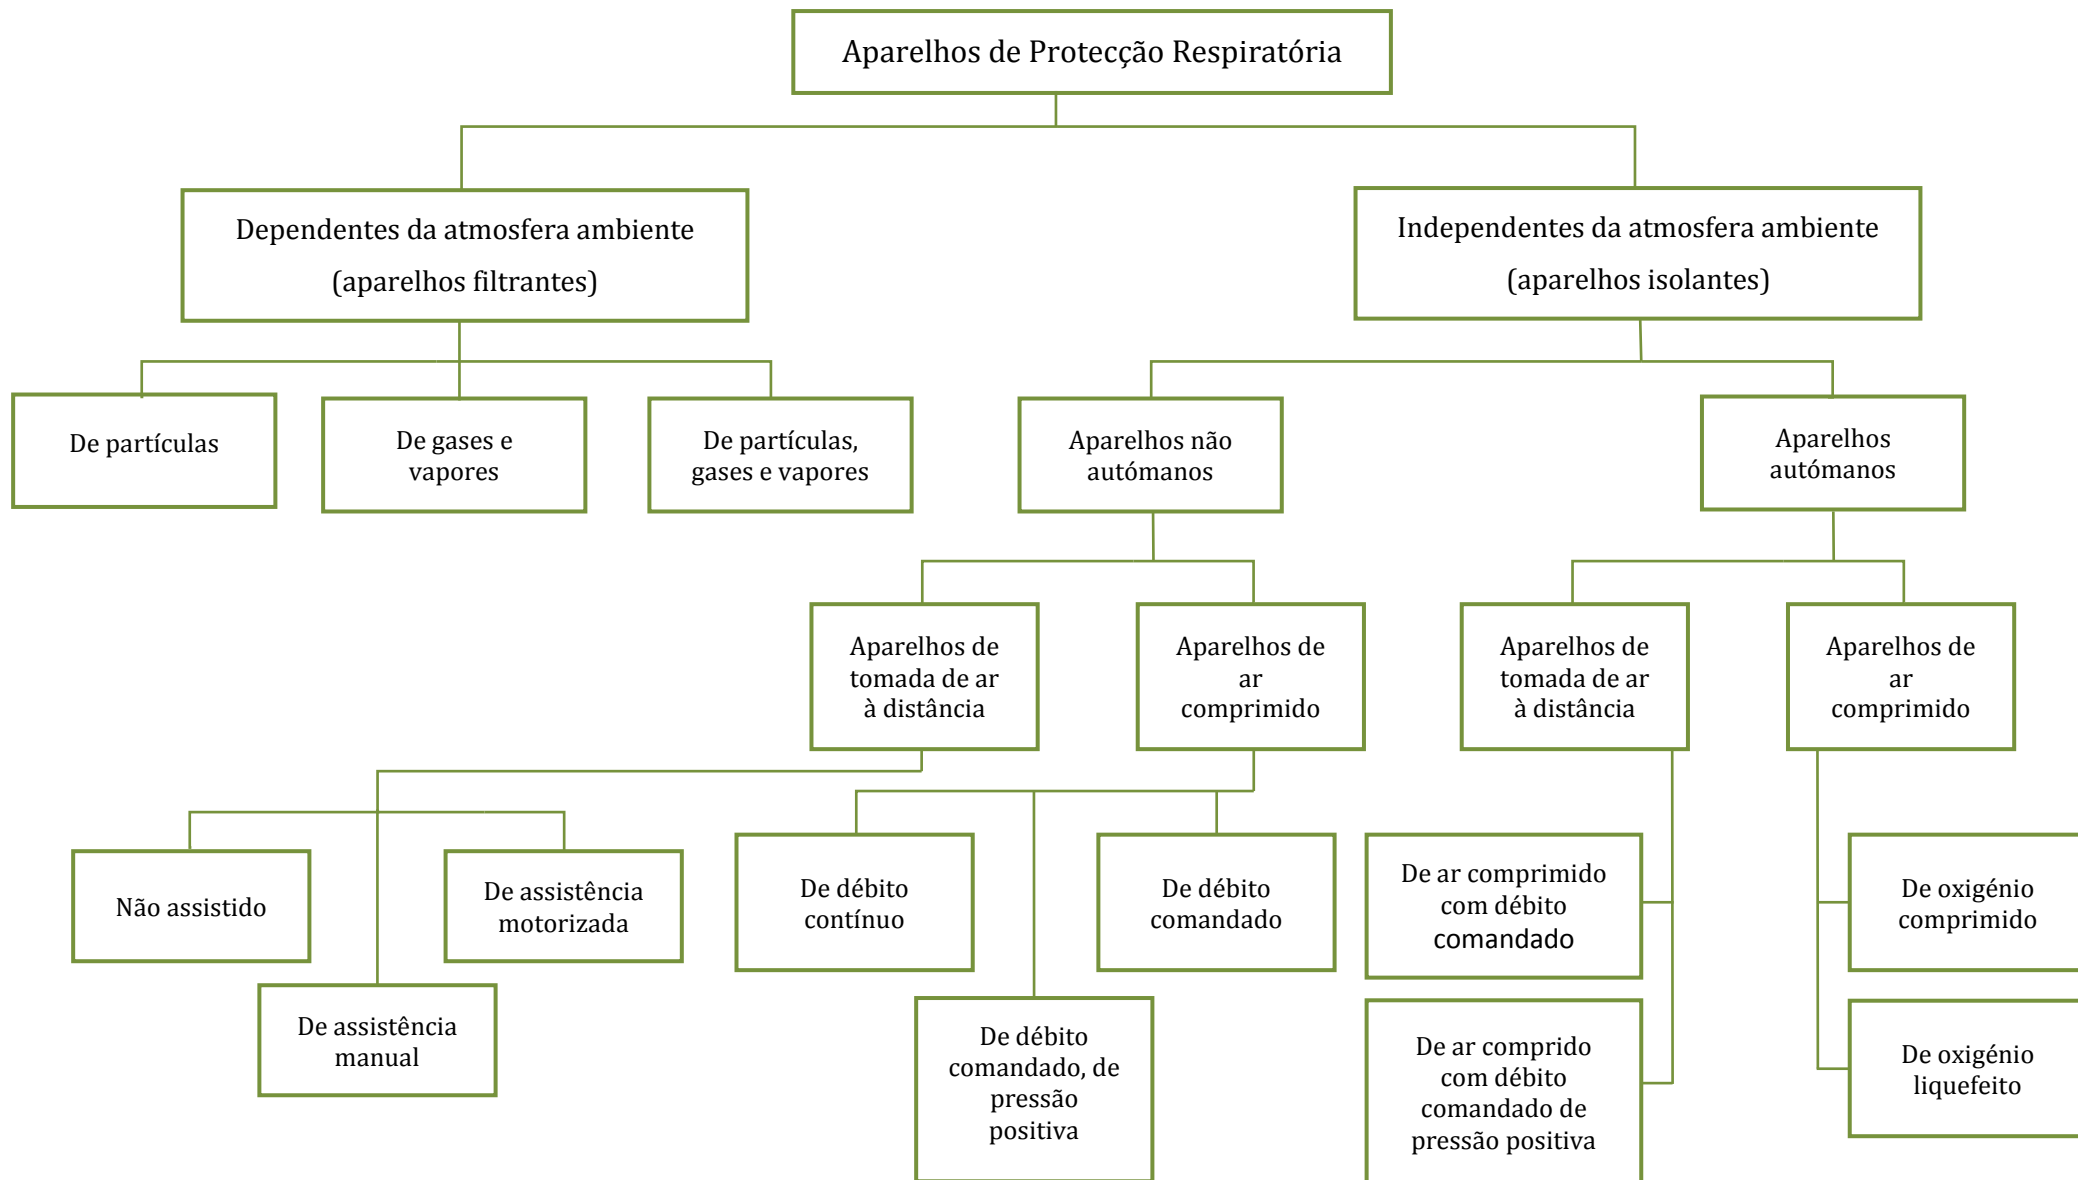 Aparelhos de Protecção Respiratória
Dependentes da atmosfera ambiente
(aparelhos filtrantes)
Independentes da atmosfera ambiente
(aparelhos isolantes)
De partículas
De gases e
vapores
De partículas,
gases e vapores
Aparelhos não
autómanos
Aparelhos
autómanos
Aparelhos de
tomada de ar
à distância
Aparelhos de
ar
comprimido
Aparelhos de
tomada de ar
à distância
Aparelhos de
ar
comprimido
Não assistido
De assistência
motorizada
De assistência
manual
De débito
contínuo
De débito
comandado
De débito
comandado, de
pressão
positiva
De ar comprimido
com débito
comandado
De ar comprido
com débito
comandado de
pressão positiva
De oxigénio
comprimido
De oxigénio
liquefeito